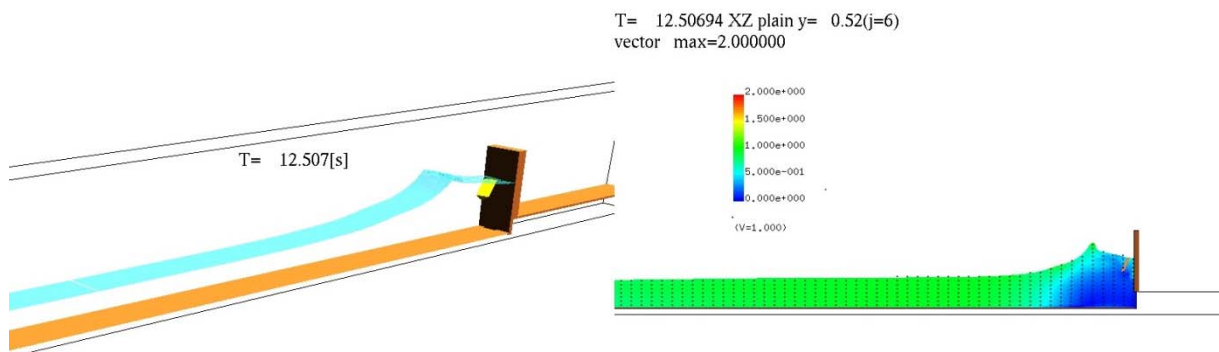 T= 12.507[s]
T= 12.50694 XZ plain y= 0.52(j=6)
vector max=2.000000
2.000e+000
1.500e+000
1.000e+000
5.000e-001
0.000e+000
(V=1.000)